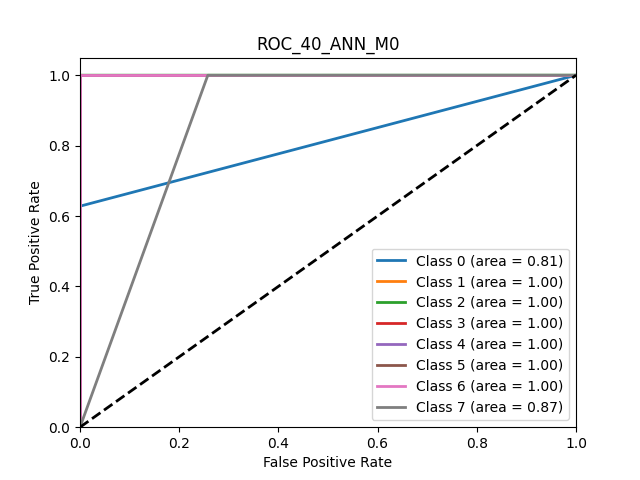 ROC_40_ANN_M0
True Positive Rate
1.0
0.8
0.6
0.4
0.2
0.0
Class 0 (area = 0.81)
Class 1 (area = 1.00)
Class 2 (area = 1.00)
Class 3 (area = 1.00)
Class 4 (area = 1.00)
Class 5 (area = 1.00)
Class 6 (area = 1.00)
Class 7 (area = 0.87)
0.0 0.2 0.4 0.6 0.8 1.0
False Positive Rate